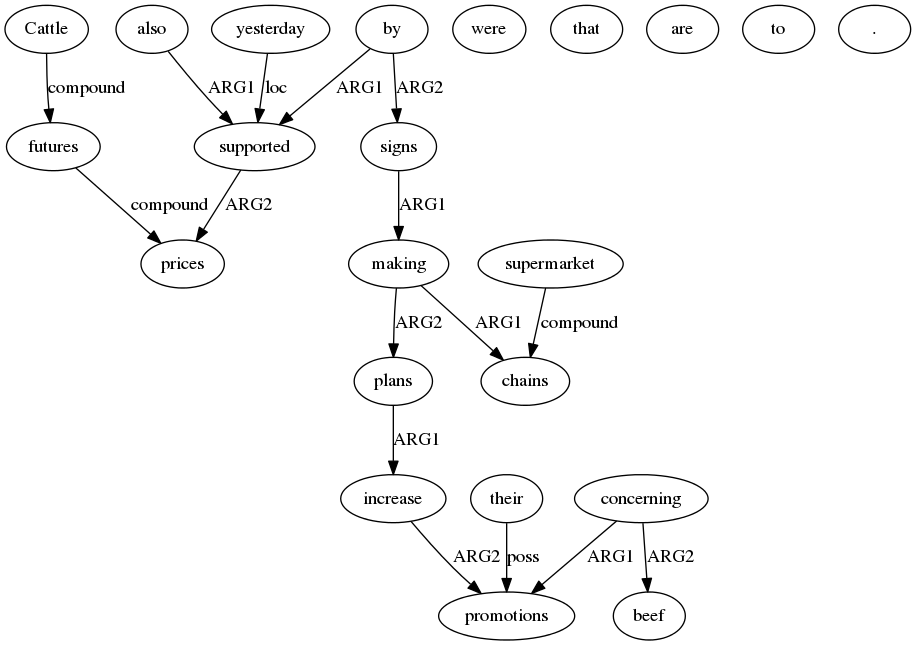 Cattle also yesterday by were that are to .
compound ARG1 loc ARG1 ARG2
futures supported signs
compound ARG2 ARG1
prices making supermarket
ARG2 ARG1 compound
plans chains
ARG1
increase their concerning
ARG2 poss ARG1 ARG2
promotions beef